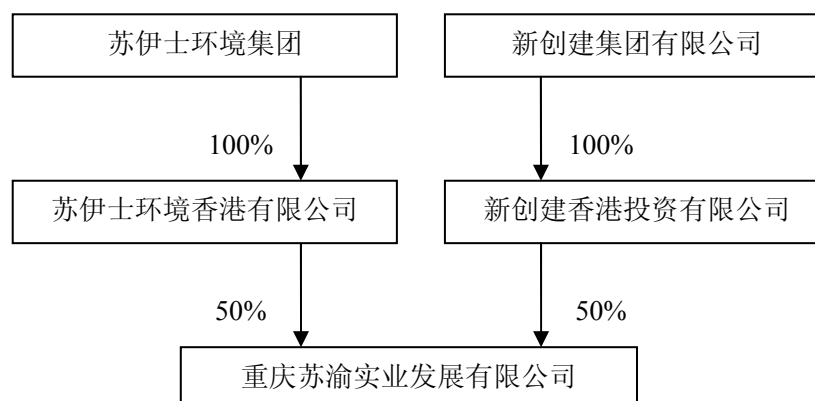 苏伊士环境集团
新创建集团有限公司
100%
100%
苏伊士环境香港有限公司
新创建香港投资有限公司
50%
50%
重庆苏渝实业发展有限公司